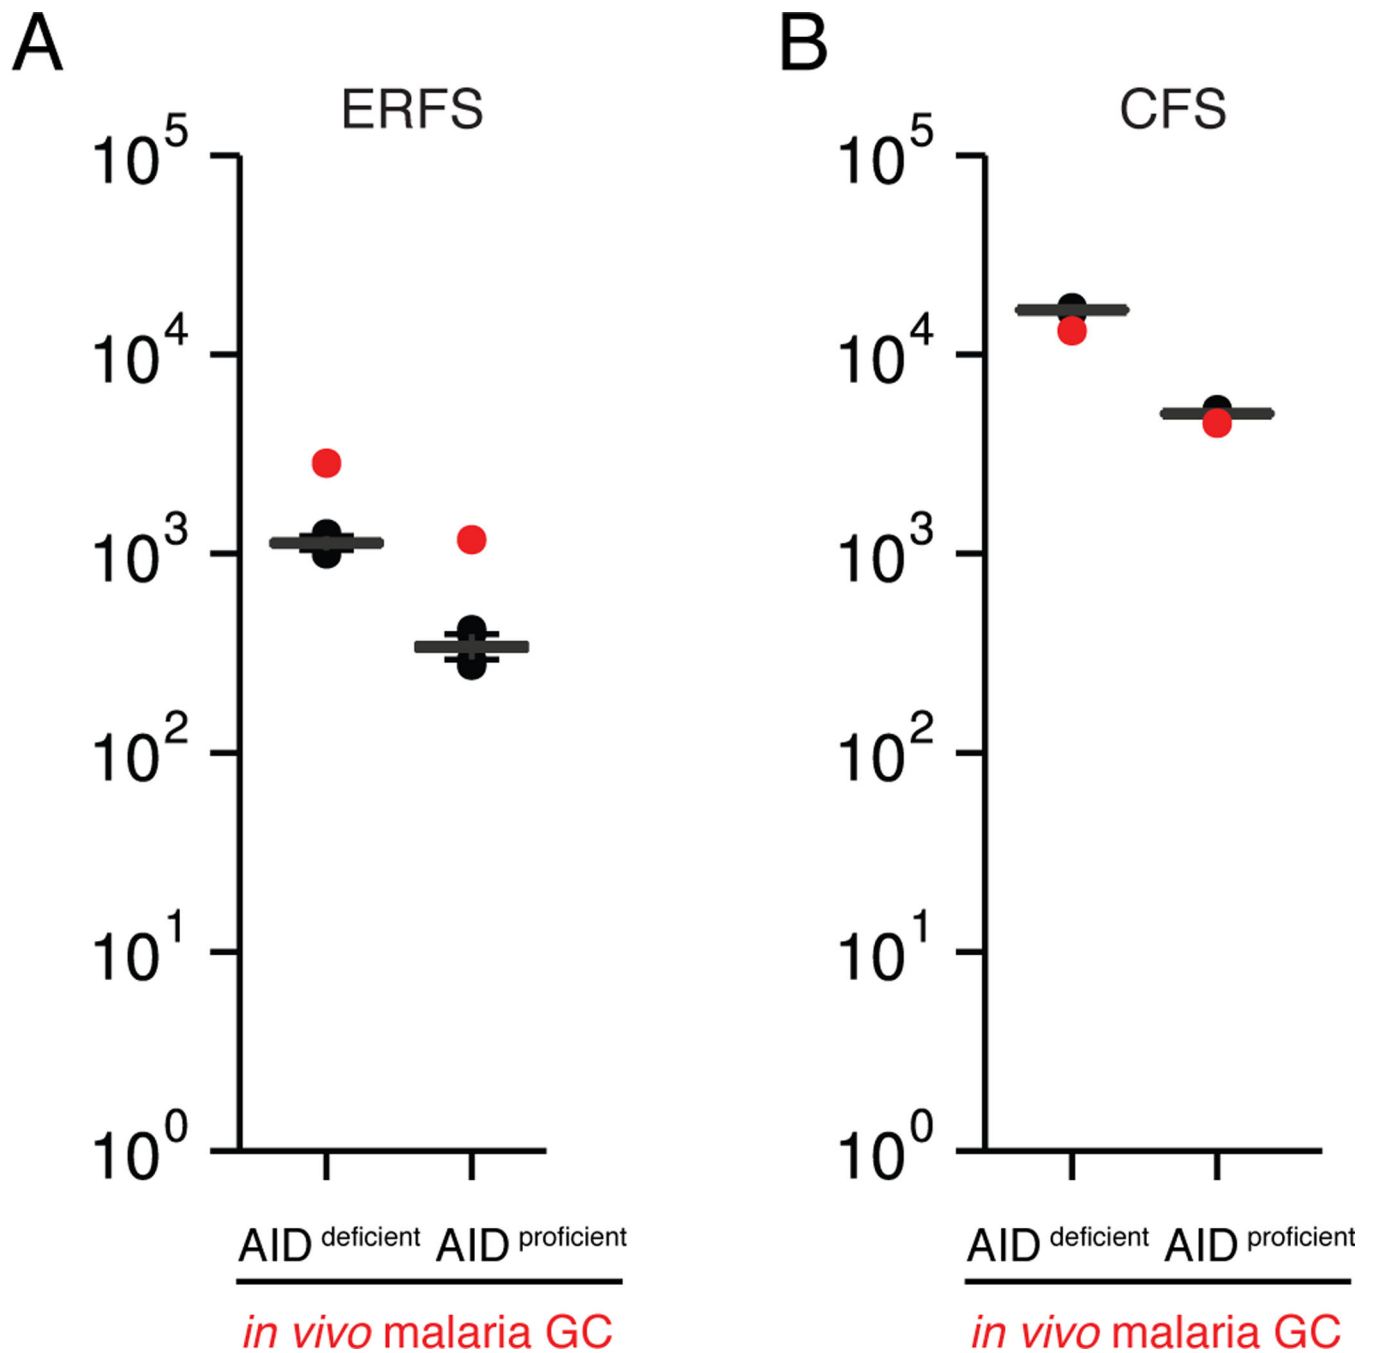 A
ERFS
10^5
10^4
10^3
10^2
10^1
10^0
AID deficient AID proficient
in vivo malaria GC
B
CFS
10^5
10^4
10^3
10^2
10^1
10^0
AID deficient AID proficient
in vivo malaria GC